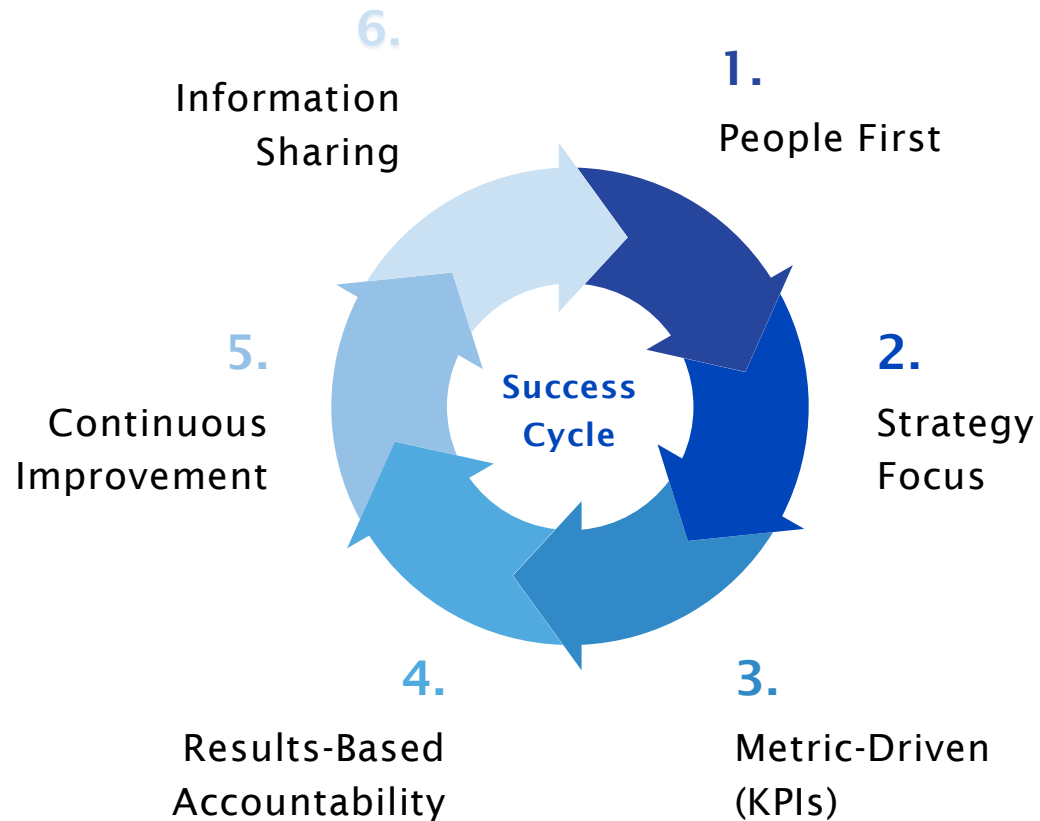 1.
People First
2.
Strategy
Focus
3.
Metric-Driven
(KPIs)
4.
Results-Based
Accountability
5.
Continuous
Improvement
6.
Information
Sharing
Success
Cycle